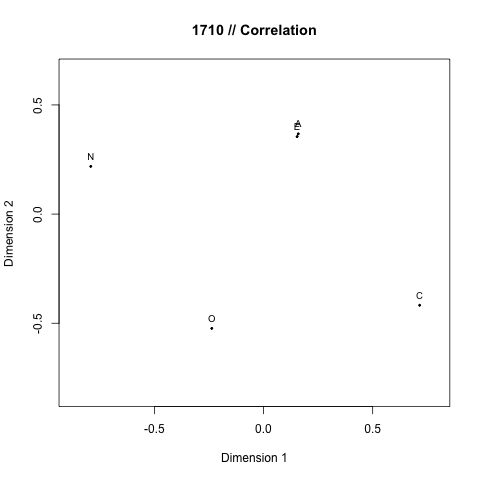 1710 // Correlation
0.5
A
E
N
0.0
Dimension 2
C
O
-0.5
-0.5
0.0
0.5
Dimension 1